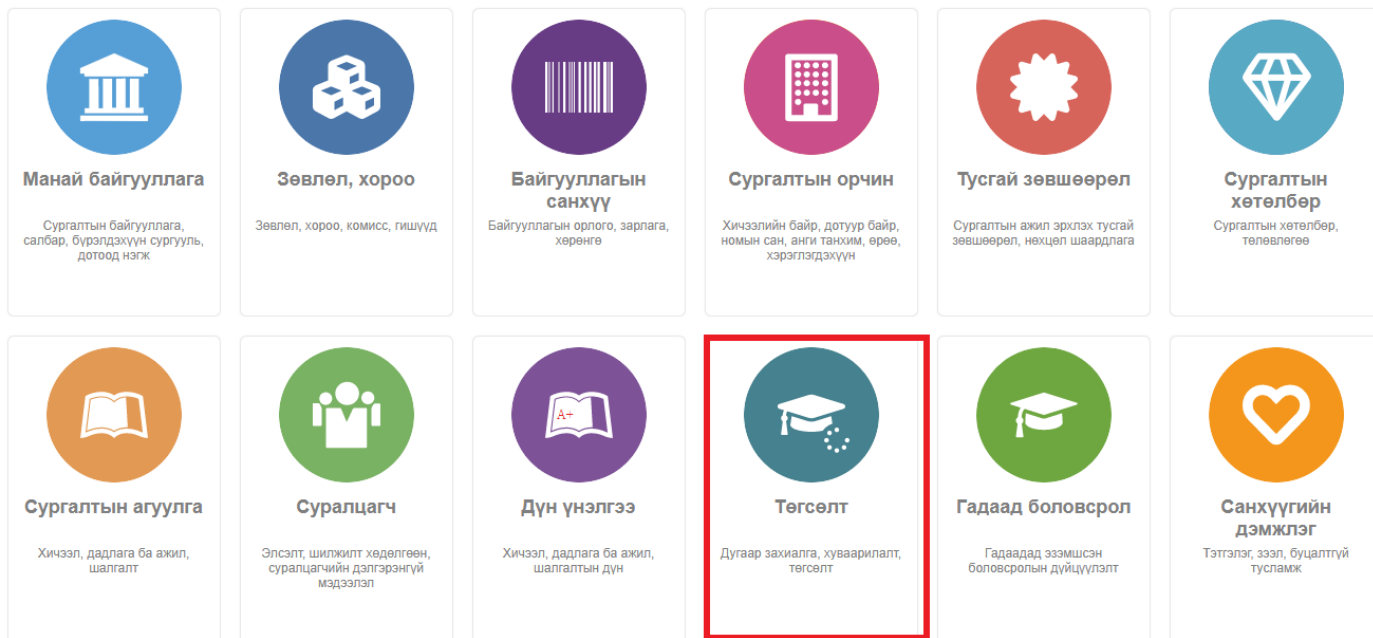 Манай байгууллага
Сургалтын байгууллага,
салбар, бүрэлдэхүүн сургууль,
дотоод нэгж
Зөвлөл, хороо
Зөвлөл, хороо, комисс, гишүүд
Байгууллагын
санхүү
Байгууллагын орлого, зарлага,
хөрөнгө
Сургалтын орчин
Хичээлийн байр, дотуур байр,
номын сан, анги танхим, өрөө,
хэрэглэгдэхүүн
Тусгай зөвшөөрөл
Сургалтын ажил эрхлэх тусгай
зөвшөөрөл, нөхцөл шаардлага
Сургалтын
хөтөлбөр
Сургалтын хөтөлбөр,
төлөвлөгөө
Сургалтын агуулга
Хичээл, дадлага ба ажил,
шалгалт
Суралцагч
Элсэлт, шилжилт хөдөлгөөн,
суралцагчийн дэлгэрэнгүй
мэдээлэл
A+
Дүн үнэлгээ
Хичээл, дадлага ба ажил,
шалгалтын дүн
Төгсөлт
Дугаар захиалга, хуваарилалт,
төгсөлт
Гадаад боловсрол
Гадаадад эзэмшсэн
боловсролын дүйцүүлэлт
Санхүүгийн
дэмжлэг
Тэтгэлэг, зээл, буцалтгүй
тусламж